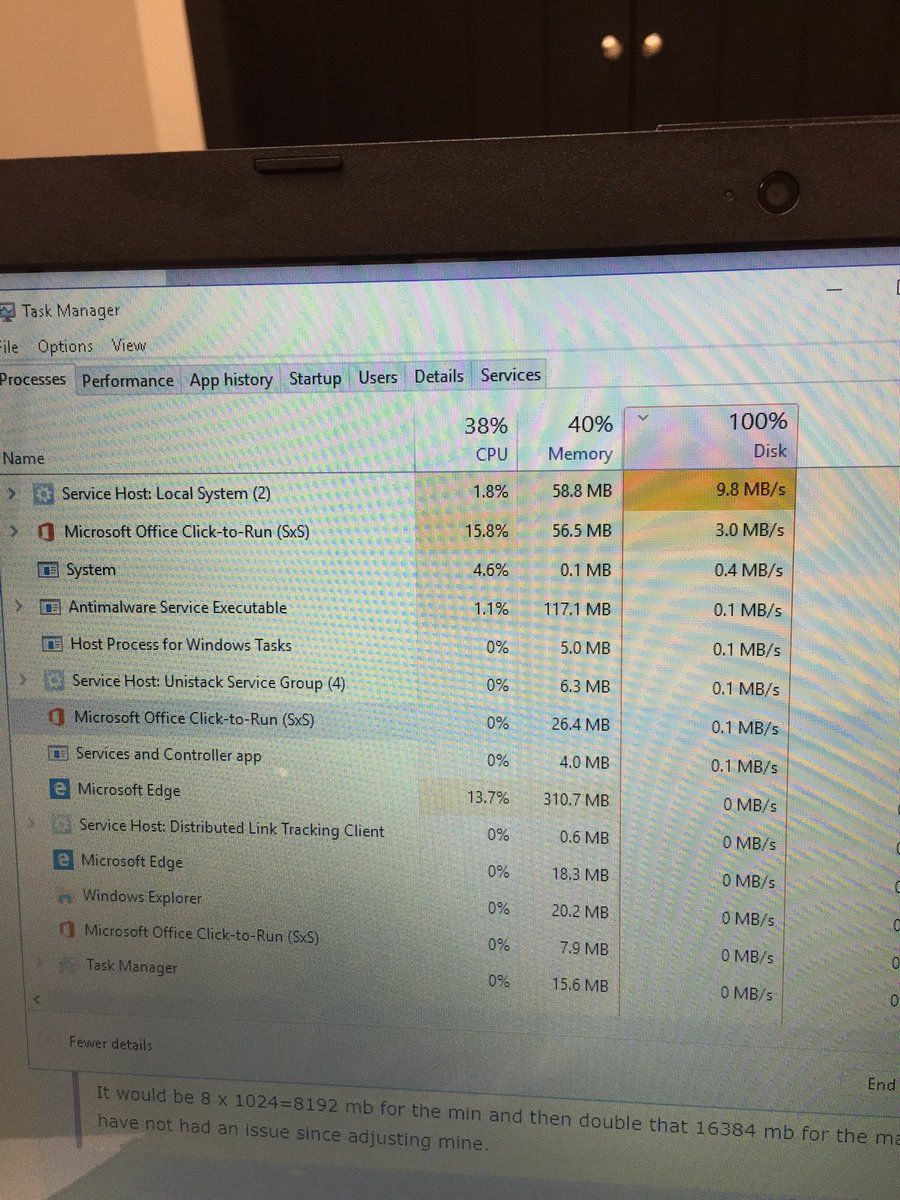 Task Manager
File Options View
Processes Performance App history Startup Users Details Services
38% 40% 100%
Name CPU Memory Disk
Service Host: Local System (2) 1.8% 58.8 MB 9.8 MB/s
Microsoft Office Click-to-Run (SxS) 15.8% 56.5 MB 3.0 MB/s
System 4.6% 0.1 MB 0.4 MB/s
Antimalware Service Executable 1.1% 117.1 MB 0.1 MB/s
Host Process for Windows Tasks 0% 5.0 MB 0.1 MB/s
Service Host: Unistack Service Group (4) 0% 6.3 MB 0.1 MB/s
Microsoft Office Click-to-Run (SxS) 0% 26.4 MB 0.1 MB/s
Services and Controller app 0% 4.0 MB 0.1 MB/s
Microsoft Edge 13.7% 310.7 MB 0 MB/s
Service Host: Distributed Link Tracking Client 0% 0.6 MB 0 MB/s
Microsoft Edge 0% 18.3 MB 0 MB/s
Windows Explorer 0% 20.2 MB 0 MB/s
Microsoft Office Click-to-Run (SxS) 0% 7.9 MB 0 MB/s
Task Manager 0% 15.6 MB 0 MB/s
Fewer details
End
It would be 8 x 1024=8192 mb for the min and then double that 16384 mb for the
have not had an issue since adjusting mine.